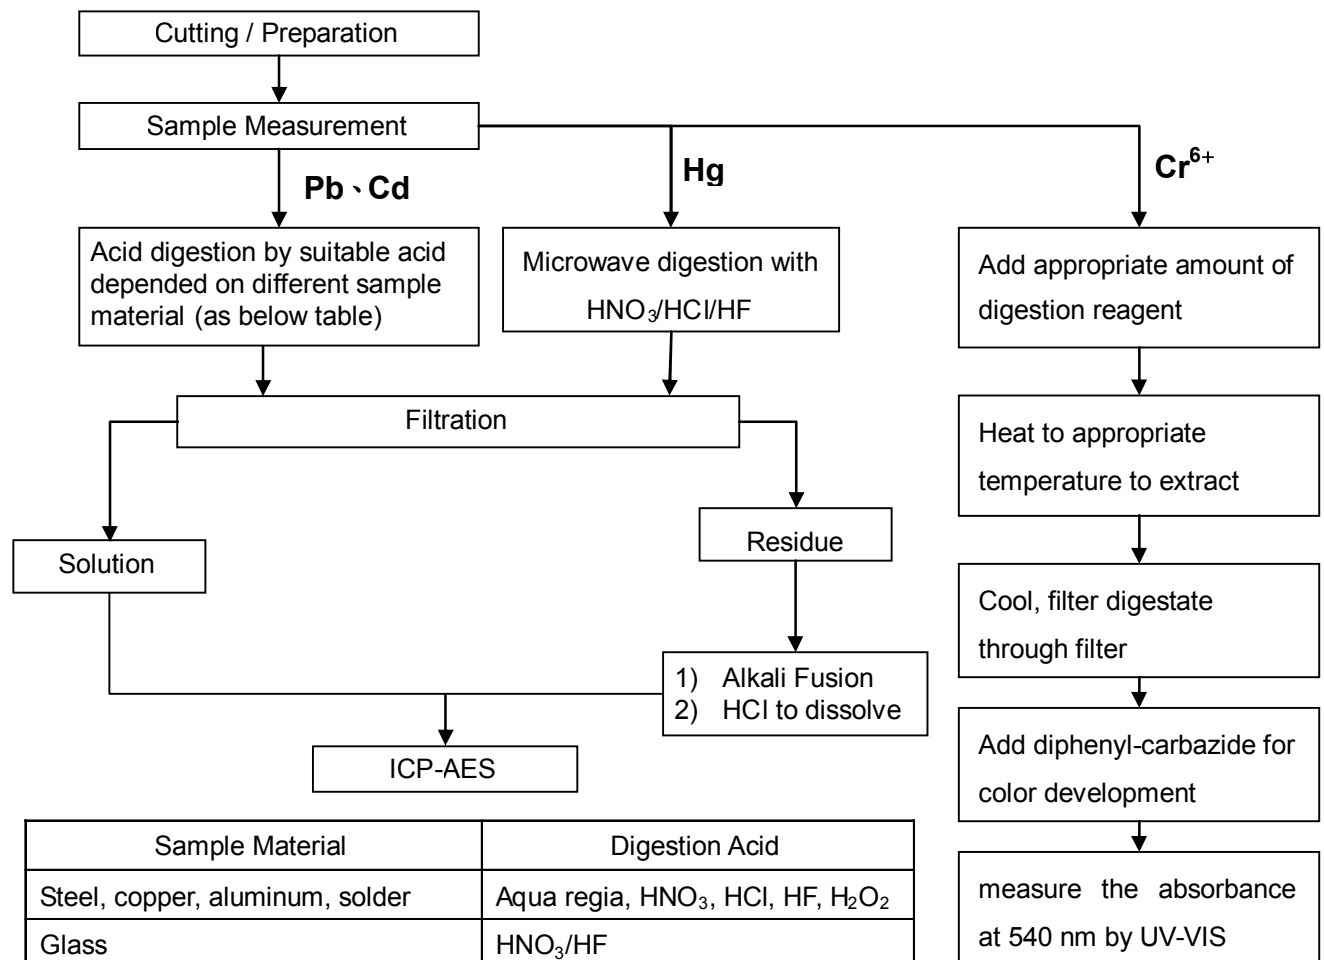 Cutting / Preparation
Sample Measurement
Pb、Cd
Hg
Cr⁶⁺
Acid digestion by suitable acid
depended on different sample
material (as below table)
Microwave digestion with
HNO₃/HCl/HF
Add appropriate amount of
digestion reagent
Filtration
Heat to appropriate
temperature to extract
Solution
Residue
Cool, filter digestate
through filter
1) Alkali Fusion
2) HCl to dissolve
ICP-AES
Add diphenyl-carbazide for
color development
measure the absorbance
at 540 nm by UV-VIS
Sample Material Digestion Acid
Steel, copper, aluminum, solder Aqua regia, HNO₃, HCl, HF, H₂O₂
Glass HNO₃/HF